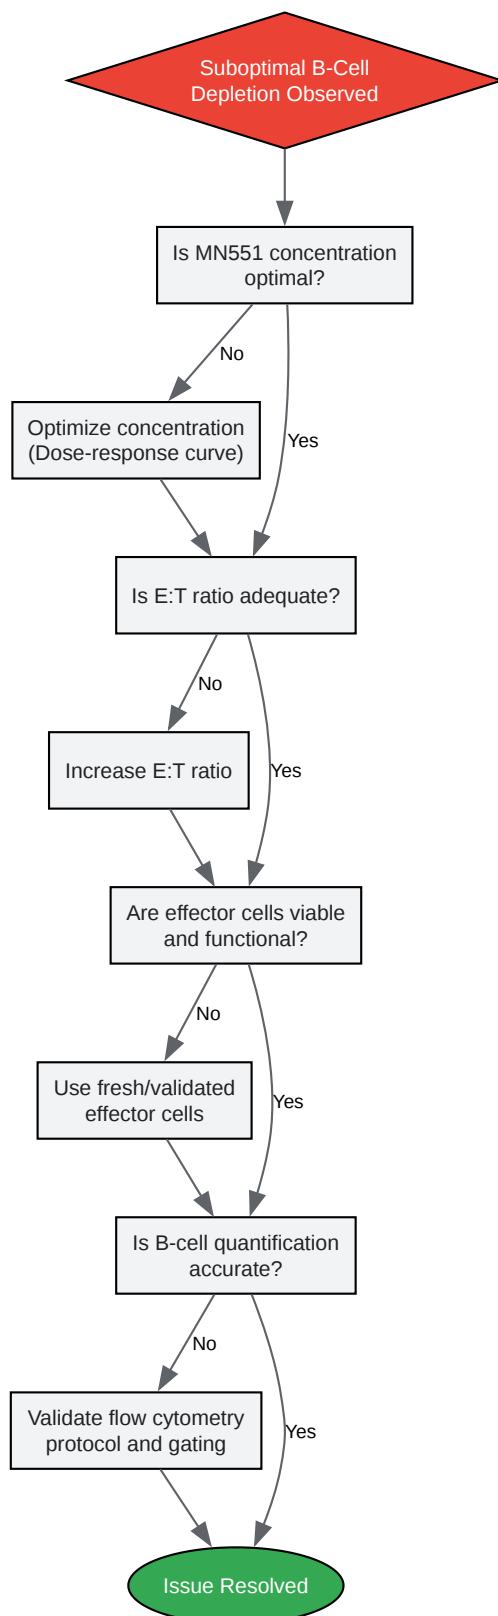 Suboptimal B-Cell
Depletion Observed
Is MN551 concentration
optimal?
No
Yes
Optimize concentration
(Dose-response curve)
Is E:T ratio adequate?
No
Yes
Increase E:T ratio
Are effector cells viable
and functional?
No
Yes
Use fresh/validated
effector cells
Is B-cell quantification
accurate?
No
Yes
Validate flow cytometry
protocol and gating
Issue Resolved